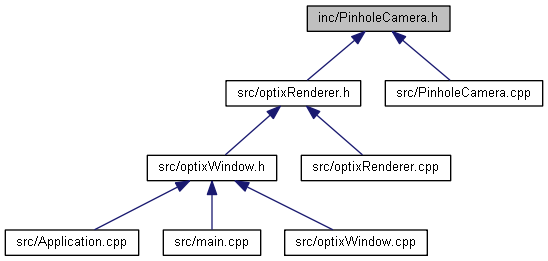 inc/PinholeCamera.h
src/optixRenderer.h
src/PinholeCamera.cpp
src/optixWindow.h
src/optixRenderer.cpp
src/Application.cpp
src/main.cpp
src/optixWindow.cpp